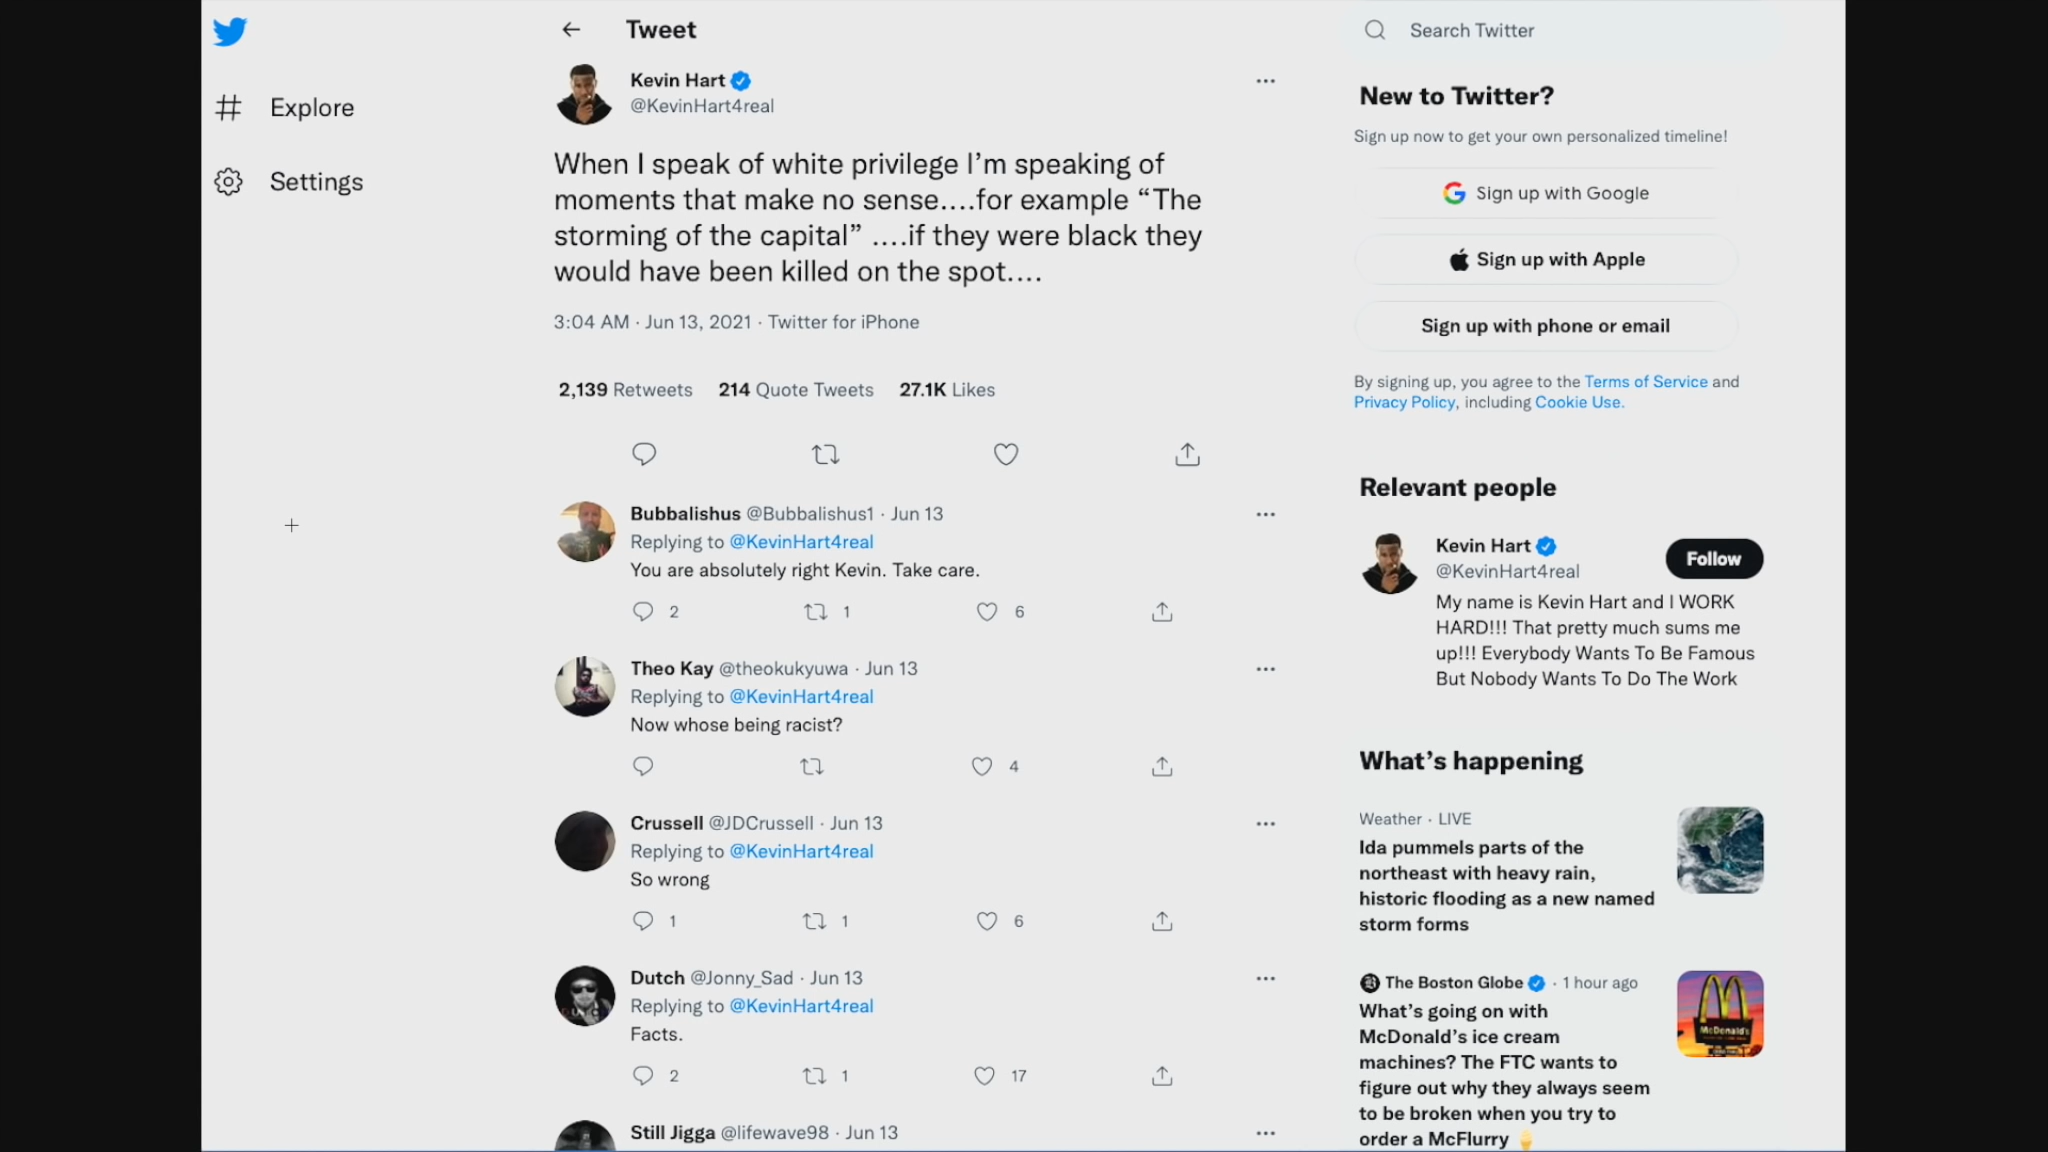 Tweet
Search Twitter
Explore
Settings
Kevin Hart
@KevinHart4real
When I speak of white privilege I’m speaking of
moments that make no sense....for example “The
storming of the capital” ....if they were black they
would have been killed on the spot....
3:04 AM · Jun 13, 2021 · Twitter for iPhone
2,139 Retweets 214 Quote Tweets 27.1K Likes
Bubbalishus @Bubbalishus1 · Jun 13
Replying to @KevinHart4real
You are absolutely right Kevin. Take care.
2 1 6
Theo Kay @theokukyuwa · Jun 13
Replying to @KevinHart4real
Now whose being racist?
4
Crussell @JDCrussell · Jun 13
Replying to @KevinHart4real
So wrong
1 1 6
Dutch @Jonny_Sad · Jun 13
Replying to @KevinHart4real
Facts.
2 1 17
Still Jigga @lifewave98 · Jun 13
New to Twitter?
Sign up now to get your own personalized timeline!
Sign up with Google
Sign up with Apple
Sign up with phone or email
By signing up, you agree to the Terms of Service and
Privacy Policy, including Cookie Use.
Relevant people
Kevin Hart
@KevinHart4real
Follow
My name is Kevin Hart and I WORK
HARD!!! That pretty much sums me
up!!! Everybody Wants To Be Famous
But Nobody Wants To Do The Work
What’s happening
Weather · LIVE
Ida pummels parts of the
northeast with heavy rain,
historic flooding as a new named
storm forms
The Boston Globe · 1 hour ago
What’s going on with
McDonald’s ice cream
machines? The FTC wants to
figure out why they always seem
to be broken when you try to
order a McFlurry
McDonald's